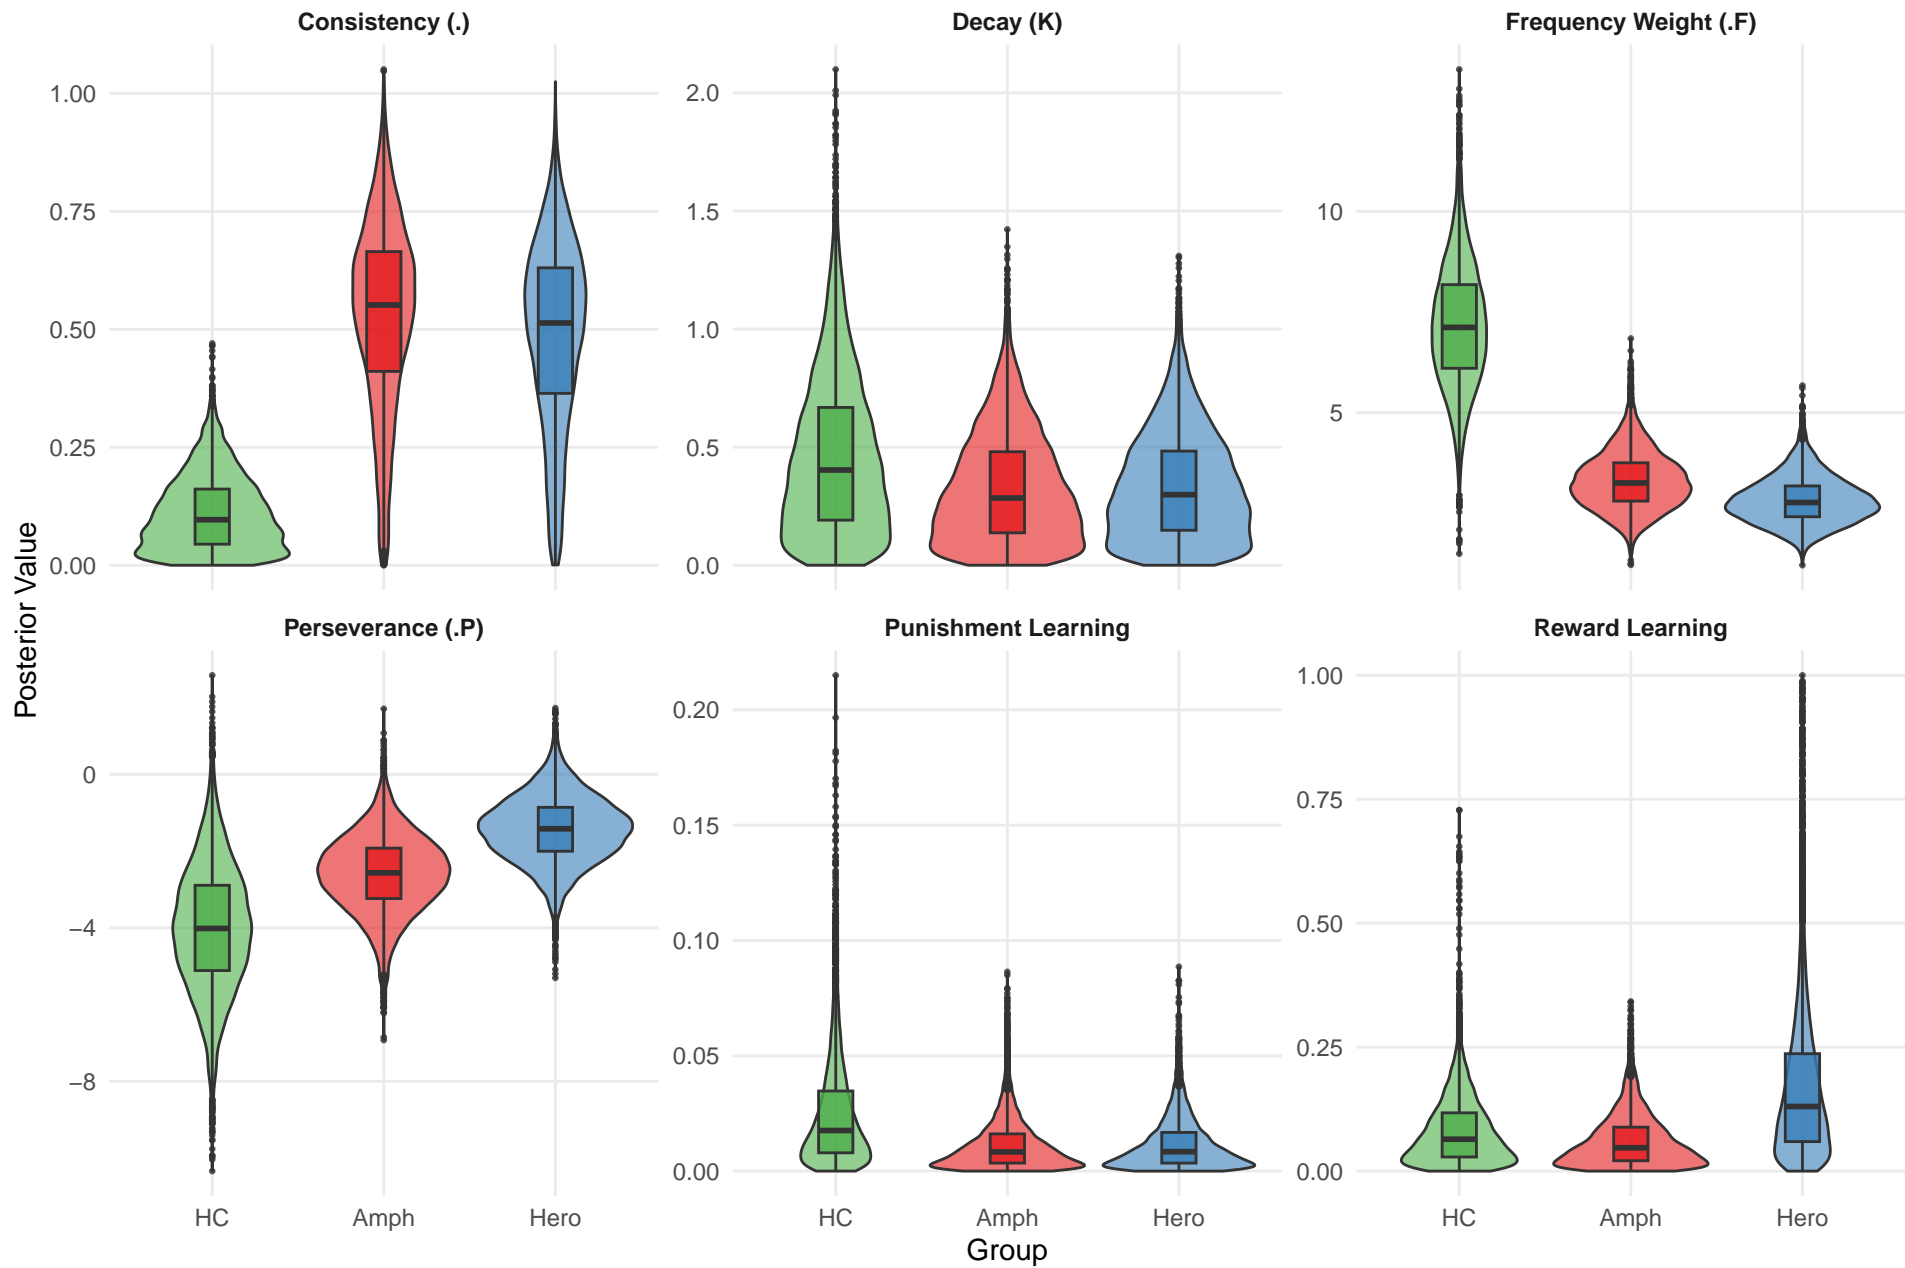 Consistency (.)
Decay (K)
Frequency Weight (.F)
1.00
0.75
0.50
0.25
0.00
2.0
1.5
1.0
0.5
0.0
10
5
Posterior Value
Perseverance (.P)
Punishment Learning
Reward Learning
0
−4
−8
0.20
0.15
0.10
0.05
0.00
1.00
0.75
0.50
0.25
0.00
HC Amph Hero
HC Amph Hero
HC Amph Hero
Group